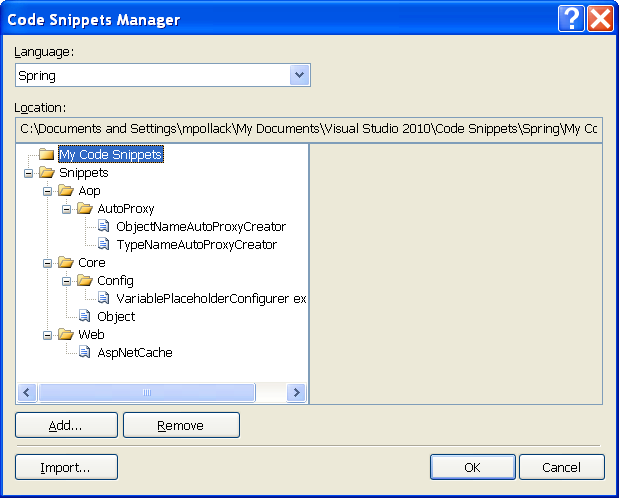 Code Snippets Manager
Language:
Spring
Location:
C:\Documents and Settings\mpollack\My Documents\Visual Studio 2010\Code Snippets\Spring\My Co
My Code Snippets
Snippets
Aop
AutoProxy
ObjectNameAutoProxyCreator
TypeNameAutoProxyCreator
Core
Config
VariablePlaceholderConfigurer ex
Object
Web
AspNetCache
Add... Remove
Import... OK Cancel